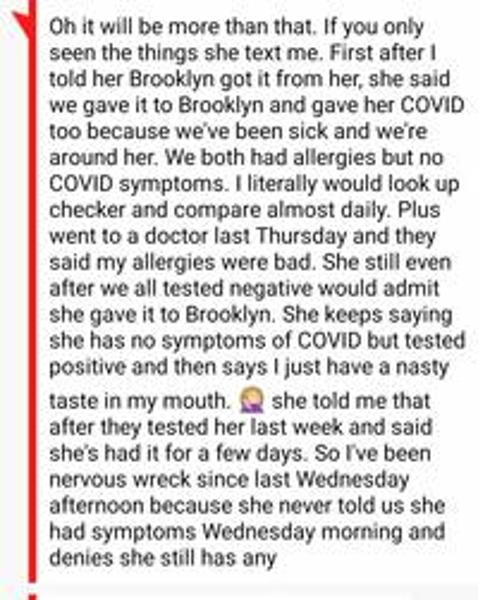 Oh it will be more than that. If you only
seen the things she text me. First after I
told her Brooklyn got it from her, she said
we gave it to Brooklyn and gave her COVID
too because we've been sick and we're
around her. We both had allergies but no
COVID symptoms. I literally would look up
checker and compare almost daily. Plus
went to a doctor last Thursday and they
said my allergies were bad. She still even
after we all tested negative would admit
she gave it to Brooklyn. She keeps saying
she has no symptoms of COVID but tested
positive and then says I just have a nasty
taste in my mouth. 🤦🏼‍♀️ she told me that
after they tested her last week and said
she's had it for a few days. So I've been
nervous wreck since last Wednesday
afternoon because she never told us she
had symptoms Wednesday morning and
denies she still has any